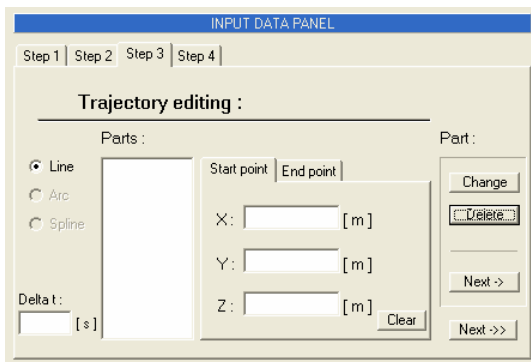 INPUT DATA PANEL
Step 1 Step 2 Step 3 Step 4
Trajectory editing :
Parts : Part :
Line
Arc
Spline
Start point End point
X : [ m ]
Y : [ m ]
Z : [ m ]
Clear
Delta t :
[ s ]
Change
Delete
Next ->
Next ->>